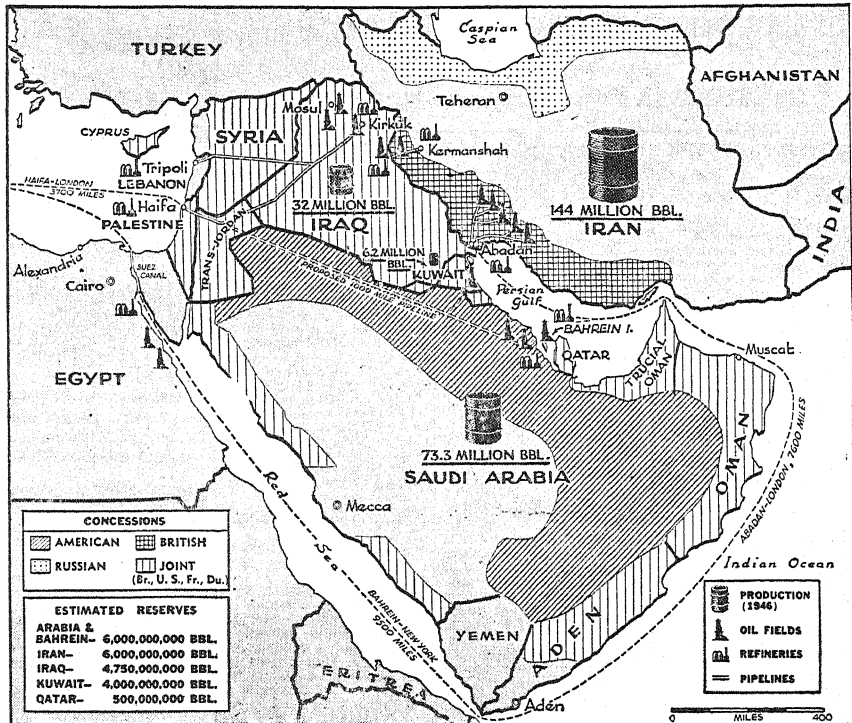 TURKEY
Caspian
Sea
AFGHANISTAN
Teheran
Mosul
Kirkuk
CYPRUS
SYRIA
Kermanshah
Tripoli
LEBANON
HAIFA-LONDON
3700 MILES
Haifa
PALESTINE
32 MILLION BBL.
IRAQ
144 MILLION BBL.
IRAN
INDIA
TRANS-JORDAN
6.2 MILLION
BBL.
KUWAIT
Abadan
Alexandria
SUEZ
CANAL
Cairo
PROPOSED 1000 MILE PIPELINE
Persian
Gulf
BAHREIN I.
QATAR
TRUCIAL
OMAN
Muscat
EGYPT
73.3 MILLION BBL.
SAUDI ARABIA
OMAN
Mecca
Red
Sea
ABADAN-LONDON, 7600 MILES
CONCESSIONS
AMERICAN
BRITISH
RUSSIAN
JOINT
(Br., U. S., Fr., Du.)
Indian Ocean
ESTIMATED RESERVES
ARABIA &
BAHREIN– 6,000,000,000 BBL.
IRAN– 6,000,000,000 BBL.
IRAQ– 4,750,000,000 BBL.
KUWAIT– 4,000,000,000 BBL.
QATAR– 500,000,000 BBL.
BAHREIN-NEW YORK
9500 MILES
YEMEN
ADEN
ERITREA
Adén
PRODUCTION
(1946)
OIL FIELDS
REFINERIES
PIPELINES
0 MILES 400